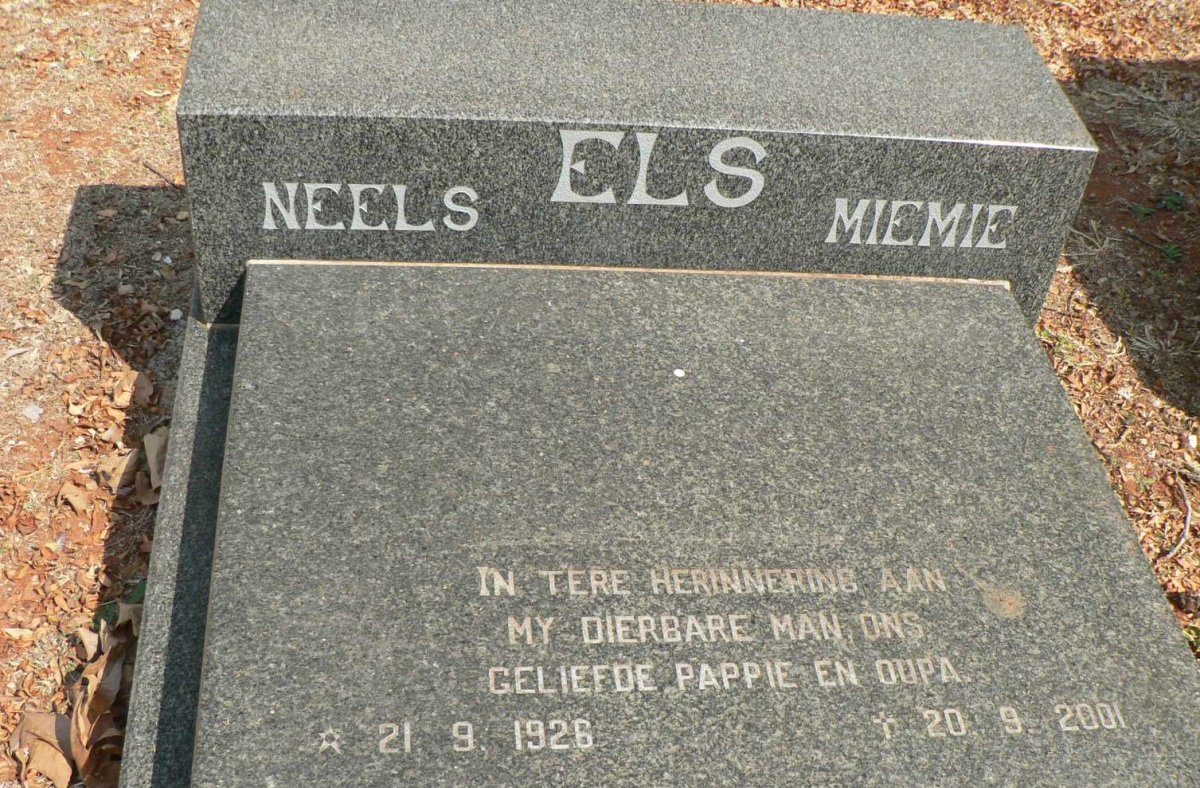 NEELS ELS MIEMIE
IN TERE HERINNERING AAN
MY DIERBARE MAN, ONS
GELIEFDE PAPPIE EN OUPA.
☆ 21. 9. 1926 ✝ 20. 9. 2001